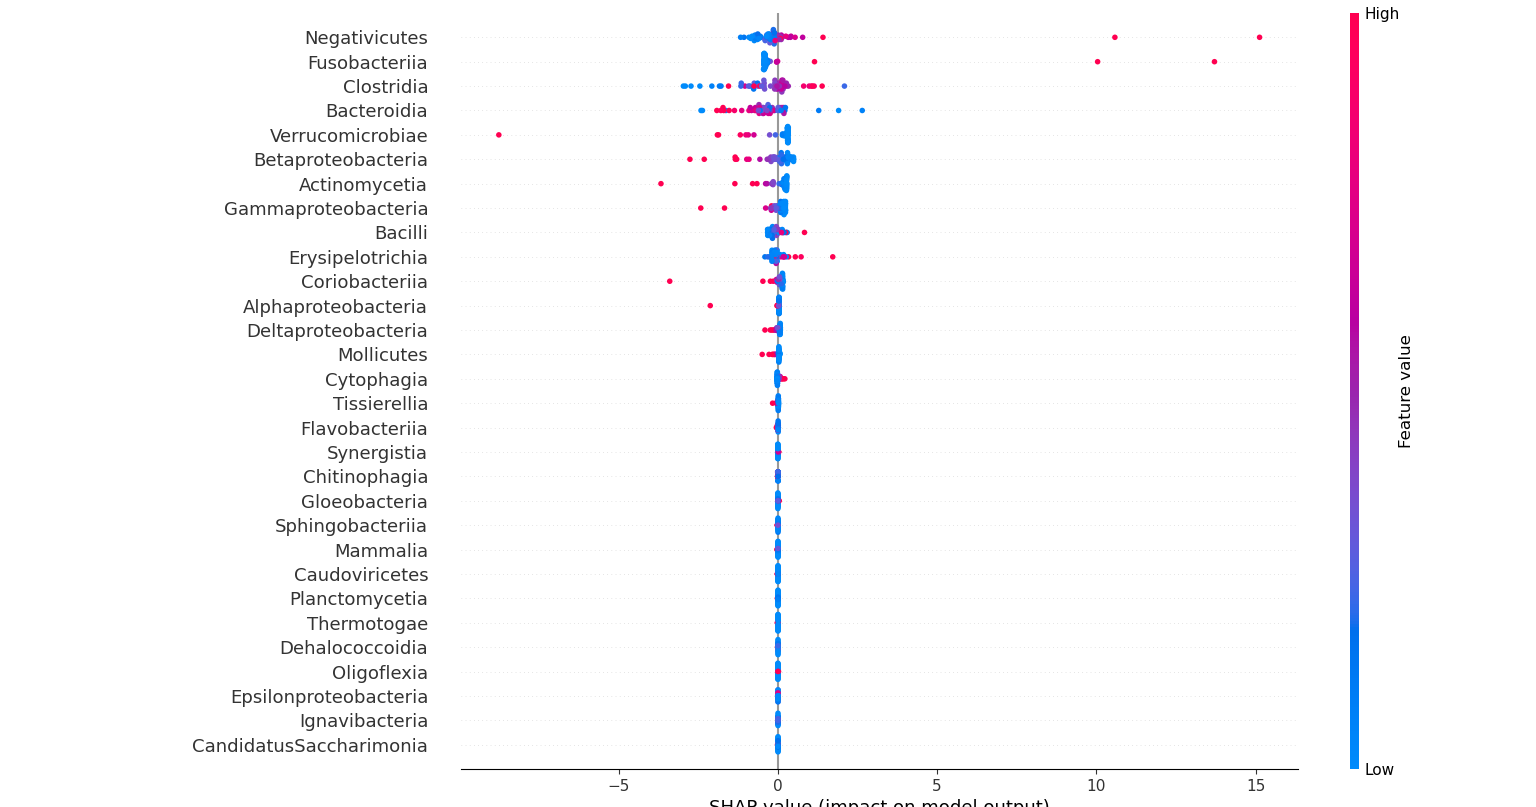 High
Negativicutes
Fusobacteriia
Clostridia
Bacteroidia
Verrucomicrobiae
Betaproteobacteria
Actinomycetia
Gammaproteobacteria
Bacilli
Erysipelotrichia
Coriobacteriia
Alphaproteobacteria
Deltaproteobacteria
Mollicutes
Cytophagia
Tissierellia
Flavobacteriia
Synergistia
Chitinophagia
Gloeobacteria
Sphingobacteriia
Mammalia
Caudoviricetes
Planctomycetia
Thermotogae
Dehalococcoidia
Oligoflexia
Epsilonproteobacteria
Ignavibacteria
CandidatusSaccharimonia
Feature value
Low
−5 0 5 10 15
SHAP value (impact on model output)